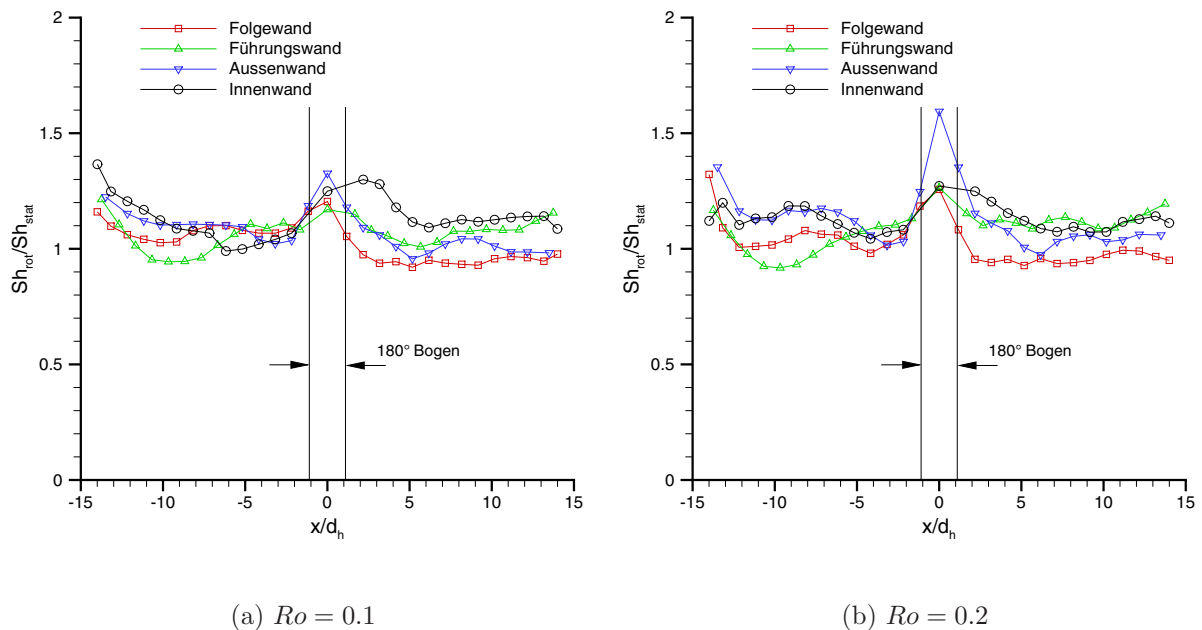 2
Folgewand
Führungswand
Aussenwand
Innenwand
1.5
Sh_rot/Sh_stat
1
180° Bogen
0.5
0
-15 -10 -5 0 5 10 15
x/d_h
(a) Ro = 0.1
2
Folgewand
Führungswand
Aussenwand
Innenwand
1.5
Sh_rot/Sh_stat
1
180° Bogen
0.5
0
-15 -10 -5 0 5 10 15
x/d_h
(b) Ro = 0.2